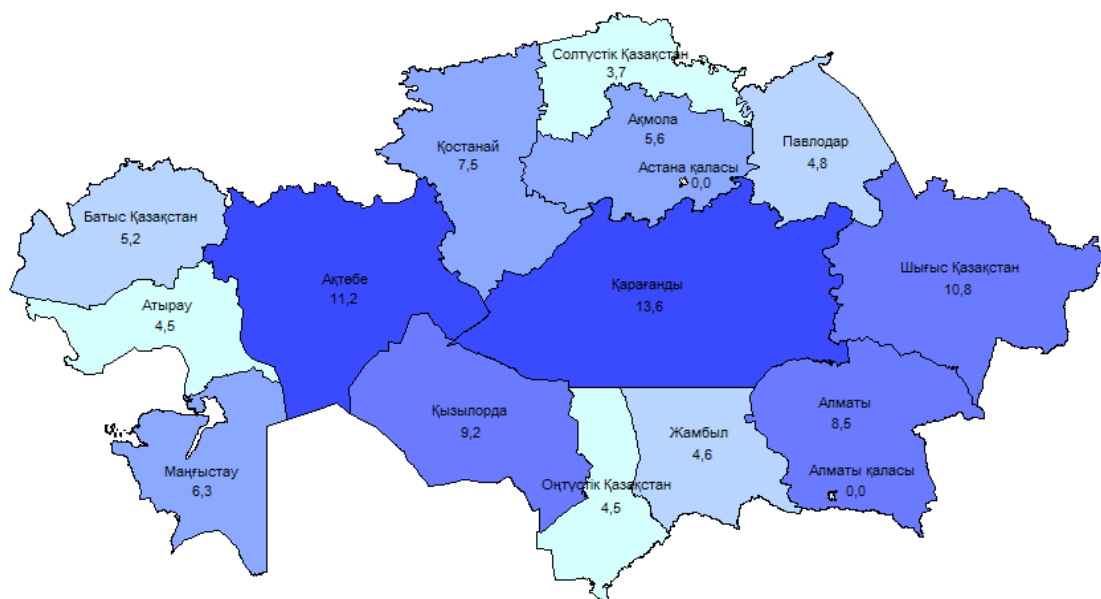 Солтүстік Қазақстан
3,7
Ақмола
5,6
Астана қаласы
0,0
Қостанай
7,5
Павлодар
4,8
Батыс Қазақстан
5,2
Ақтөбе
11,2
Қарағанды
13,6
Шығыс Қазақстан
10,8
Атырау
4,5
Қызылорда
9,2
Алматы
8,5
Жамбыл
4,6
Маңғыстау
6,3
Алматы қаласы
0,0
Оңтүстік Қазақстан
4,5